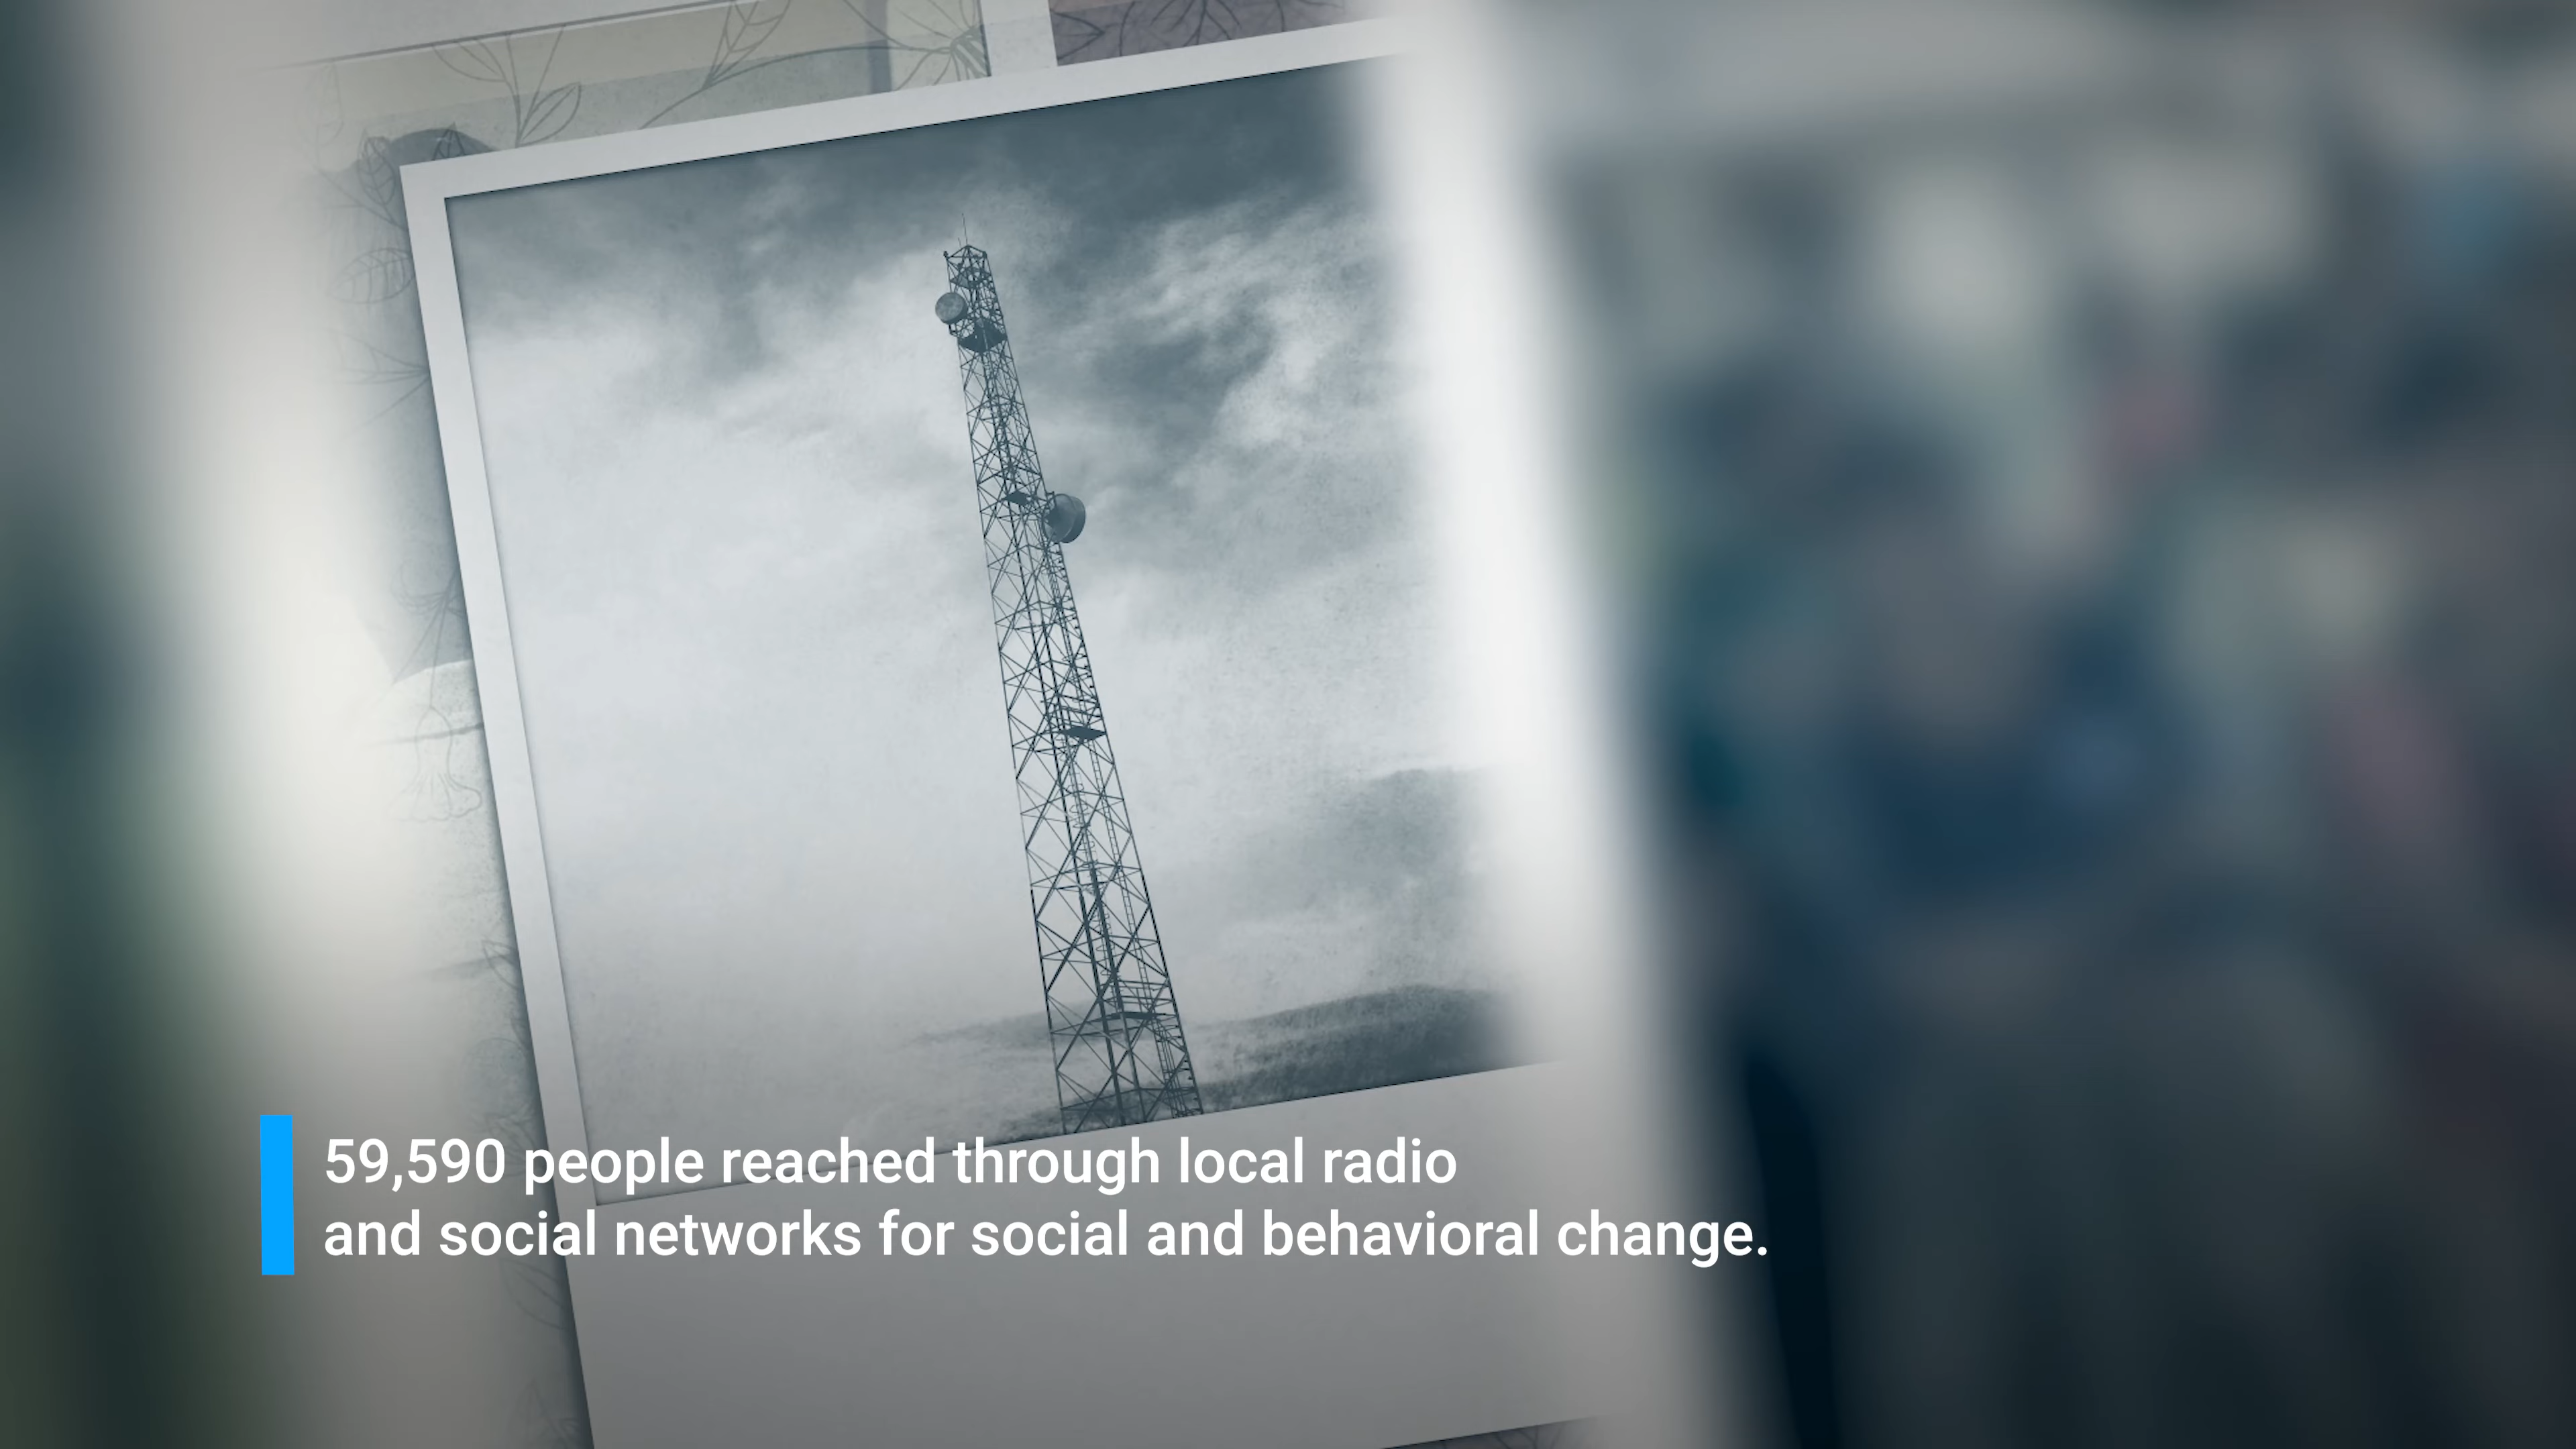 59,590 people reached through local radio
and social networks for social and behavioral change.